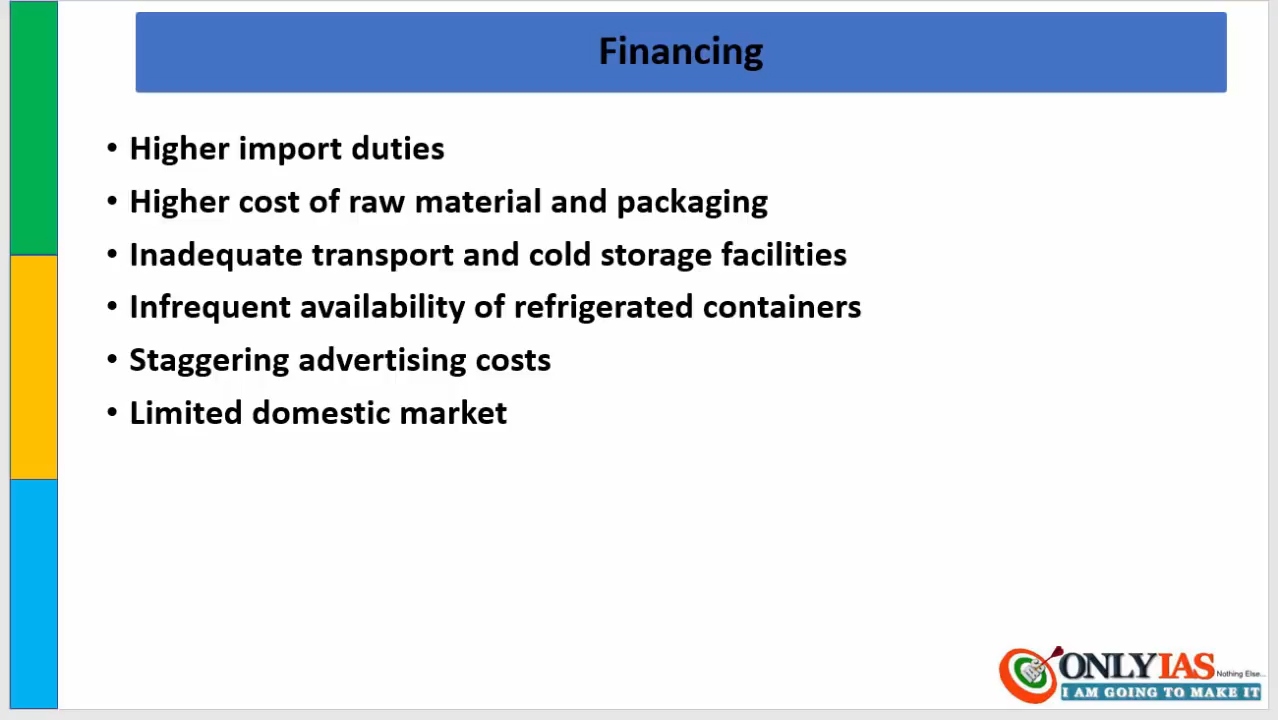 Financing
• Higher import duties
• Higher cost of raw material and packaging
• Inadequate transport and cold storage facilities
• Infrequent availability of refrigerated containers
• Staggering advertising costs
• Limited domestic market
ONLYIAS
Nothing Else...
I AM GOING TO MAKE IT